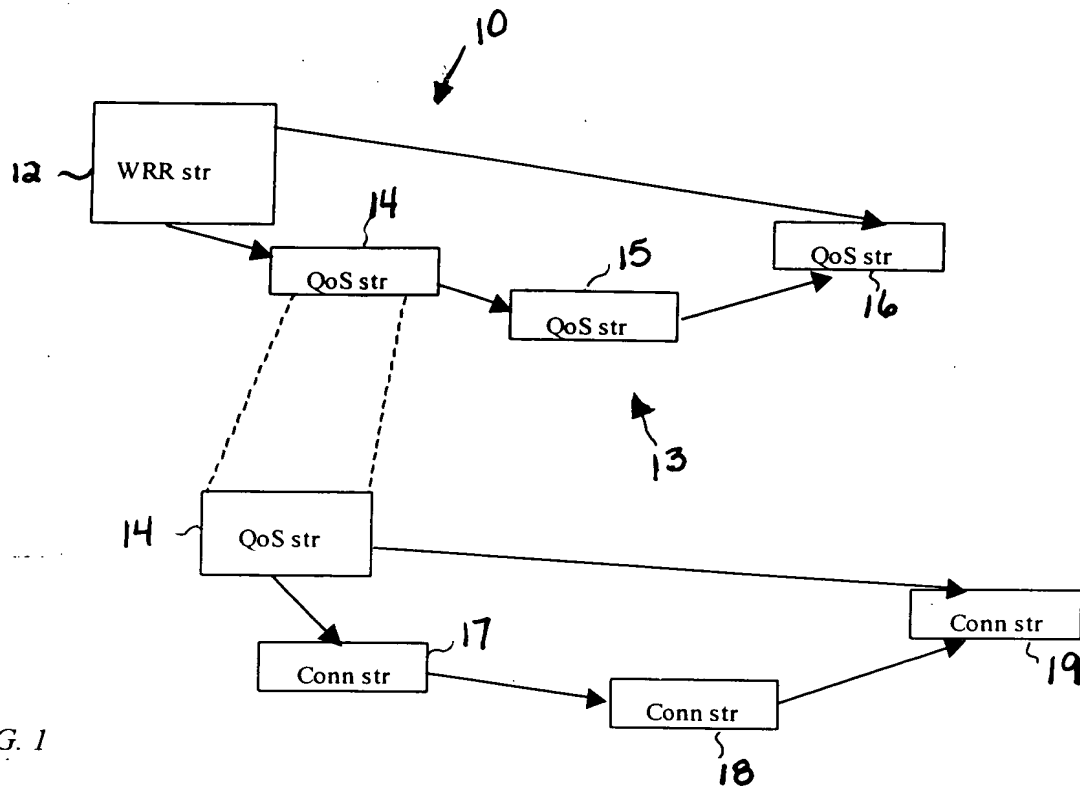 10
12
WRR str
14
QoS str
15
QoS str
QoS str
16
13
14
QoS str
17
Conn str
Conn str
18
Conn str
19
G. 1